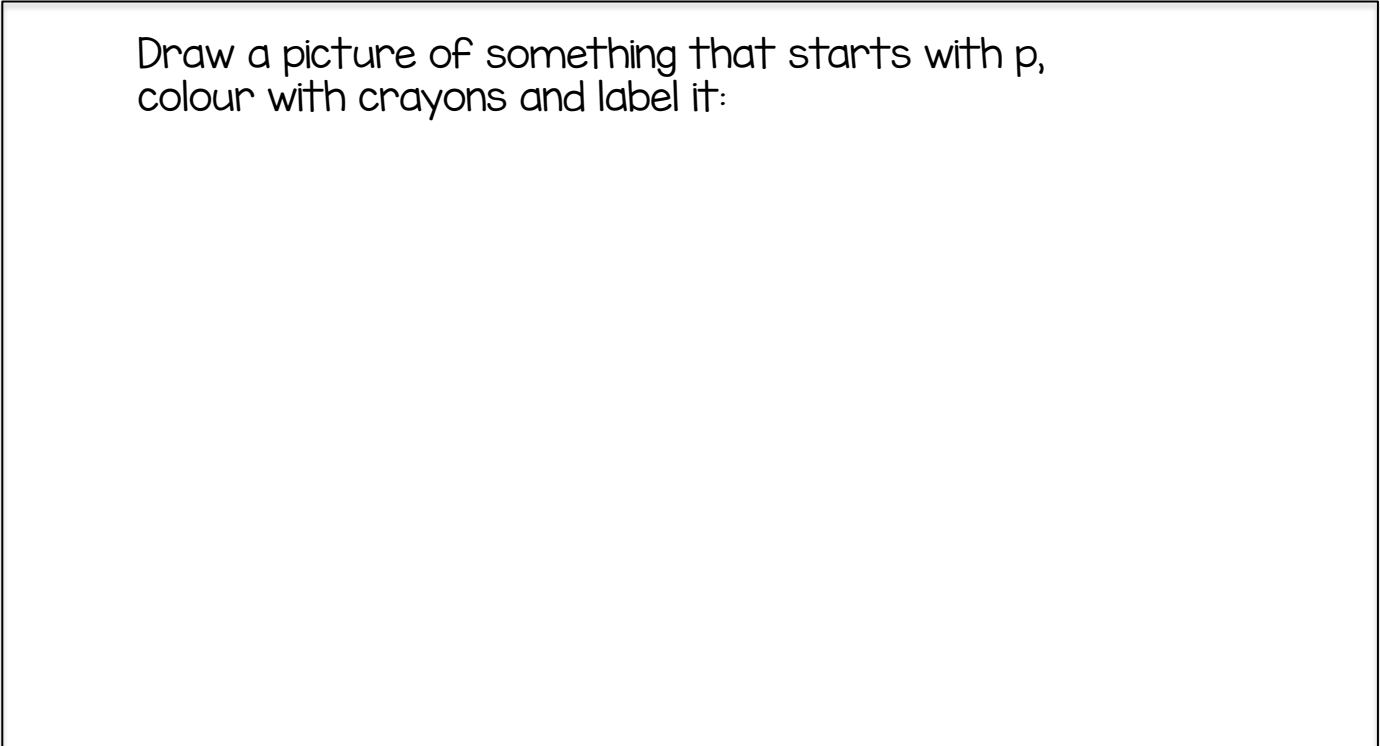 Draw a picture of something that starts with p,
colour with crayons and label it: